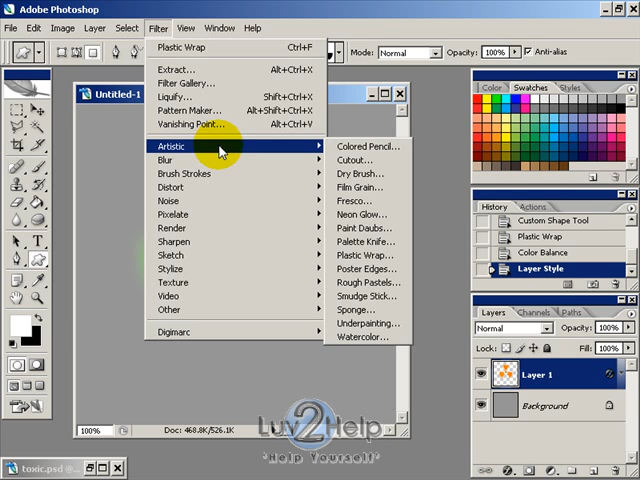 Adobe Photoshop
File Edit Image Layer Select Filter View Window Help
Mode: Normal Opacity: 100% Anti-alias
Plastic Wrap Ctrl+F
Extract... Alt+Ctrl+X
Filter Gallery...
Liquify... Shift+Ctrl+X
Pattern Maker... Alt+Shift+Ctrl+X
Vanishing Point... Alt+Ctrl+V
Artistic
Blur
Brush Strokes
Distort
Noise
Pixelate
Render
Sharpen
Sketch
Stylize
Texture
Video
Other
Digimarc
Colored Pencil...
Cutout...
Dry Brush...
Film Grain...
Fresco...
Neon Glow...
Paint Daubs...
Palette Knife...
Plastic Wrap...
Poster Edges...
Rough Pastels...
Smudge Stick...
Sponge...
Underpainting...
Watercolor...
Untitled-1
100% Doc: 468.8K/526.1K
Color Swatches Styles
History Actions
Custom Shape Tool
Plastic Wrap
Color Balance
Layer Style
Layers Channels Paths
Normal Opacity: 100%
Lock: Fill: 100%
Layer 1
Background
Luv2Help
"Help Yourself"
toxic.psd @